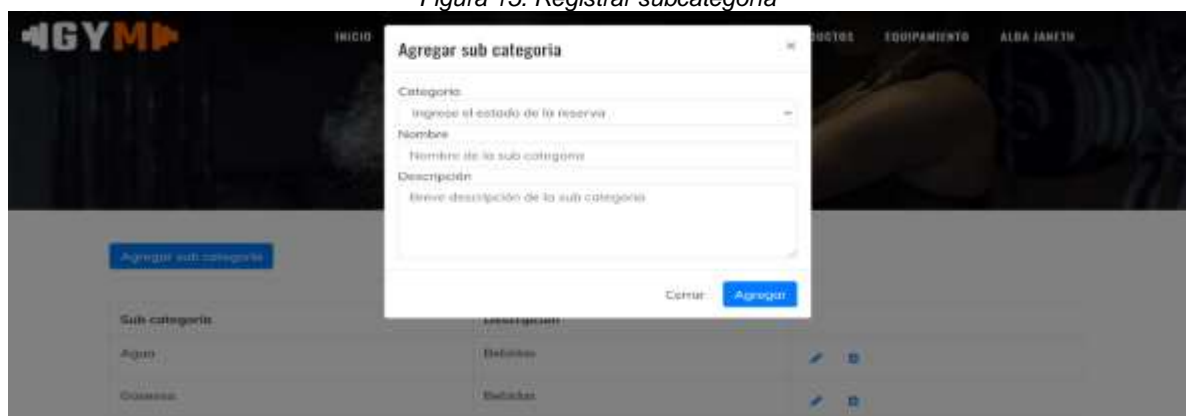 Figura 13. Registrar subcategoría
GYM
INICIO
EQUIPAMIENTO
ALBA JANETH
Agregar sub categoria
×
Categoria
Ingrese el estado de la reserva
Nombre
Nombre de la sub categoria
Descripción
Breve descripción de la sub categoria
Agregar sub categoria
Cerrar
Agregar
Sub categoria
Descripción
Agua
Bebidas
Gaseosa
Bebidas